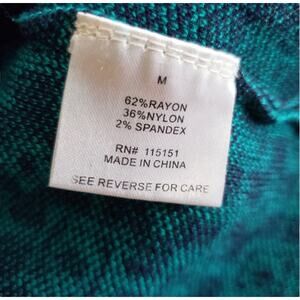 M
62%RAYON
36%NYLON
2% SPANDEX
RN# 115151
MADE IN CHINA
SEE REVERSE FOR CARE